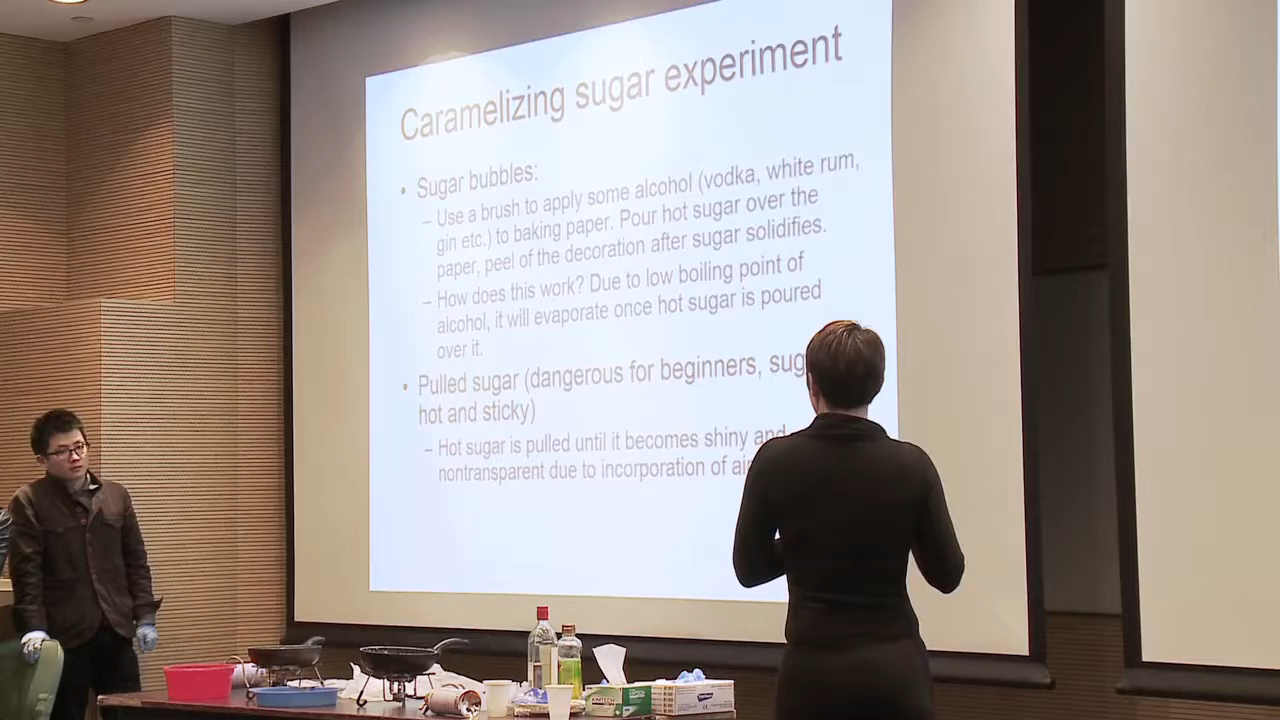 Caramelizing sugar experiment
• Sugar bubbles:
– Use a brush to apply some alcohol (vodka, white rum,
gin etc.) to baking paper. Pour hot sugar over the
paper, peel of the decoration after sugar solidifies.
– How does this work? Due to low boiling point of
alcohol, it will evaporate once hot sugar is poured
over it.
• Pulled sugar (dangerous for beginners,
hot and sticky)
– Hot sugar is pulled until it becomes shiny and
nontransparent due to incorporation of
KIMTECH